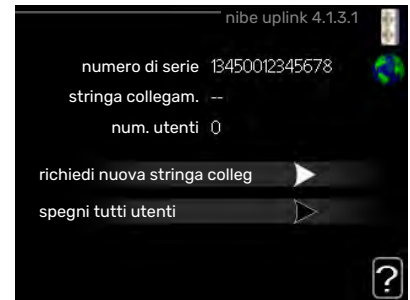 nibe uplink 4.1.3.1
numero di serie 13450012345678
stringa collegam. --
num. utenti 0
richiedi nuova stringa colleg
spegni tutti utenti
?